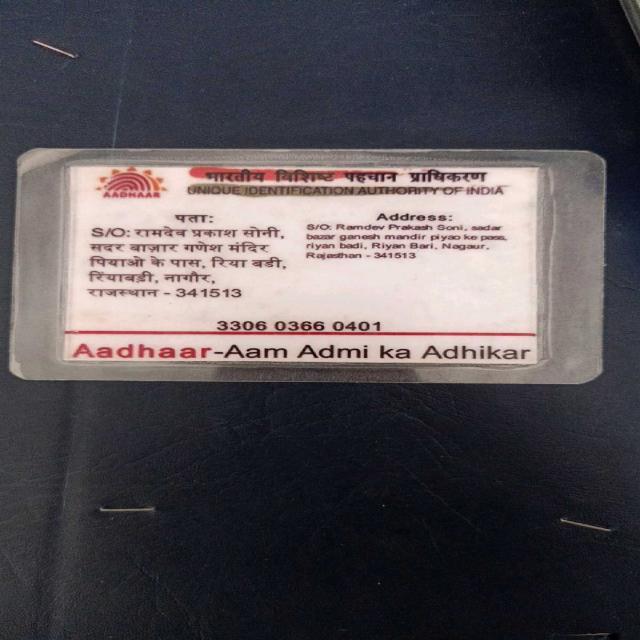 AADHAAR
भारतीय विशिष्ट पहचान प्राधिकरण
UNIQUE IDENTIFICATION AUTHORITY OF INDIA
पता:
S/O: रामदेव प्रकाश सोनी,
सदर बाज़ार गणेश मंदिर
पियाओ के पास, रिया बडी,
रियाबड़ी, नागौर,
राजस्थान - 341513
Address:
S/O: Ramdev Prakash Soni, sadar
bazar ganesh mandir piyao ke pass,
riyan badi, Riyan Bari, Nagaur,
Rajasthan - 341513
3306 0366 0401
Aadhaar-Aam Admi ka Adhikar